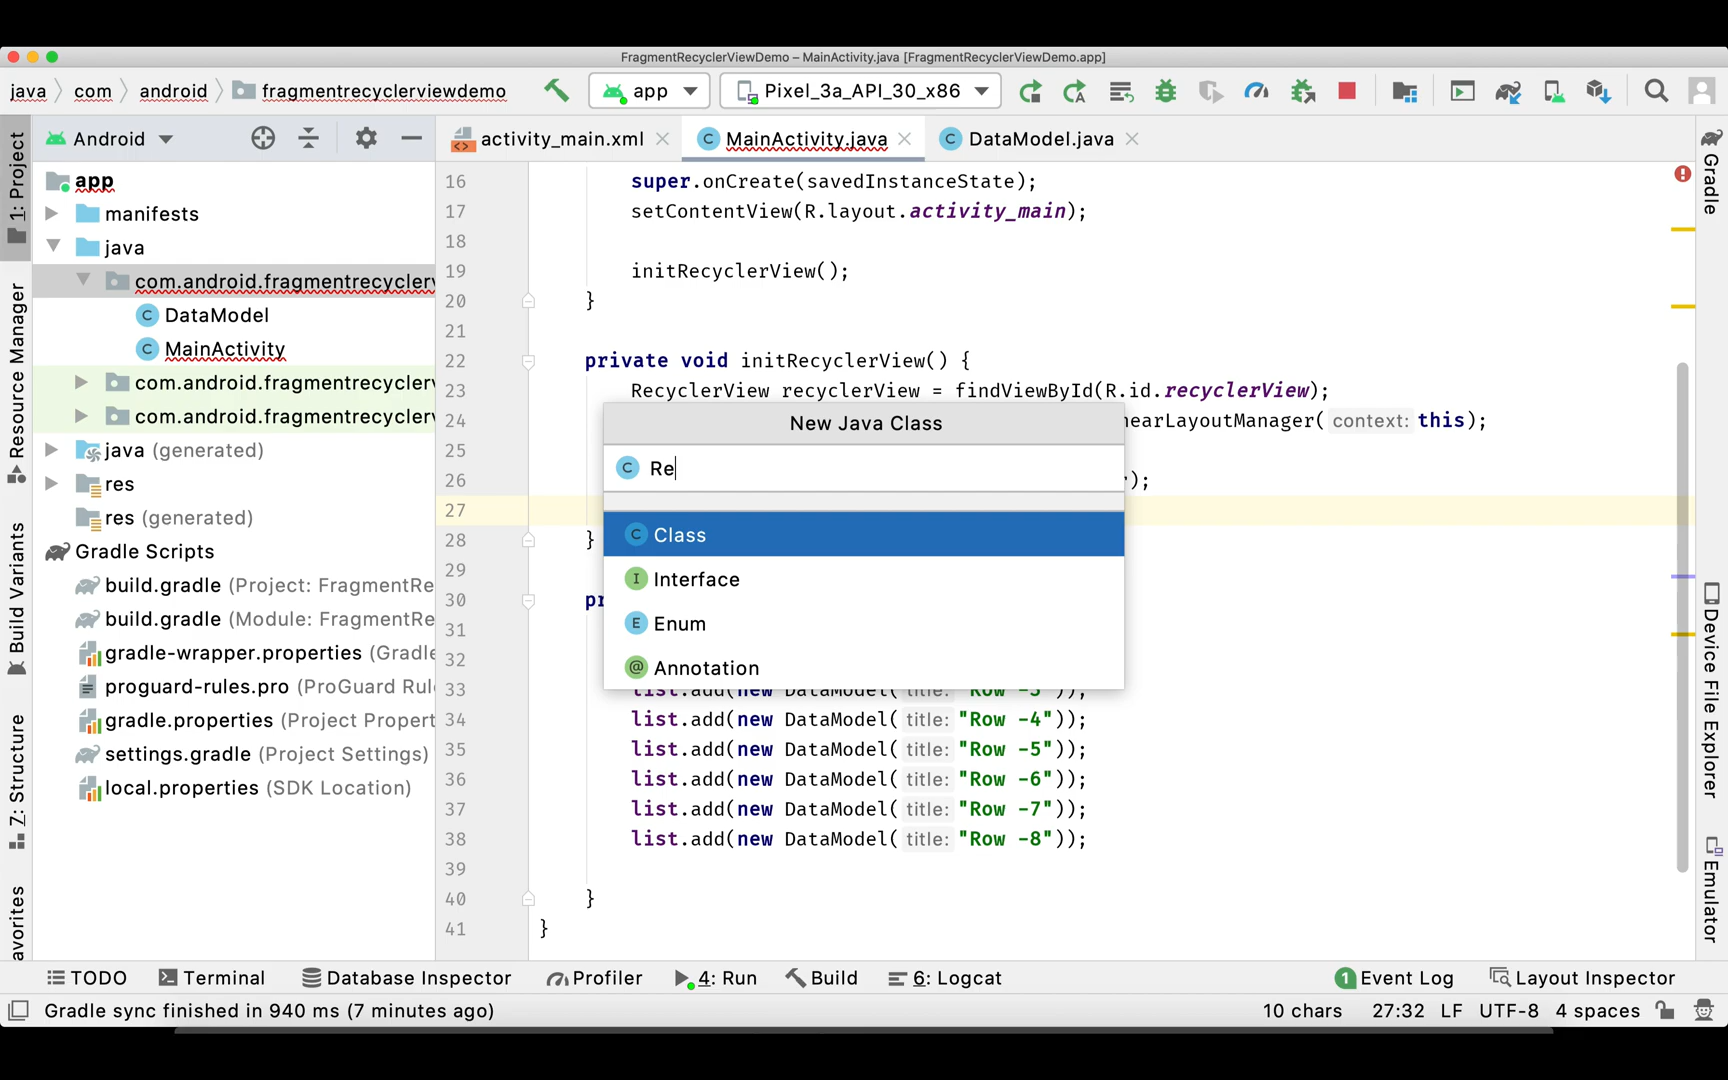 FragmentRecyclerViewDemo – MainActivity.java [FragmentRecyclerViewDemo.app]
java com android fragmentrecyclerviewdemo app Pixel_3a_API_30_x86
Android activity_main.xml MainActivity.java DataModel.java
1: Project
Resource Manager
Build Variants
Z: Structure
avorites
app
manifests
java
com.android.fragmentrecyclerv
DataModel
MainActivity
com.android.fragmentrecyclerv
com.android.fragmentrecyclerv
java (generated)
res
res (generated)
Gradle Scripts
build.gradle (Project: FragmentRe
build.gradle (Module: FragmentRe
gradle-wrapper.properties (Gradle
proguard-rules.pro (ProGuard Rul
gradle.properties (Project Propert
settings.gradle (Project Settings)
local.properties (SDK Location)
16 super.onCreate(savedInstanceState);
17 setContentView(R.layout.activity_main);
18
19 initRecyclerView();
20 }
21
22 private void initRecyclerView() {
23 RecyclerView recyclerView = findViewById(R.id.recyclerView);
24 nearLayoutManager( context: this);
25
26 );
27
28 }
29
30 pr
31
32
33 list.add(new DataModel( title: "Row -3"));
34 list.add(new DataModel( title: "Row -4"));
35 list.add(new DataModel( title: "Row -5"));
36 list.add(new DataModel( title: "Row -6"));
37 list.add(new DataModel( title: "Row -7"));
38 list.add(new DataModel( title: "Row -8"));
39
40 }
41 }
New Java Class
C Re
C Class
I Interface
E Enum
@ Annotation
Gradle
Device File Explorer
Emulator
TODO Terminal Database Inspector Profiler 4: Run Build 6: Logcat 1 Event Log Layout Inspector
Gradle sync finished in 940 ms (7 minutes ago) 10 chars 27:32 LF UTF-8 4 spaces